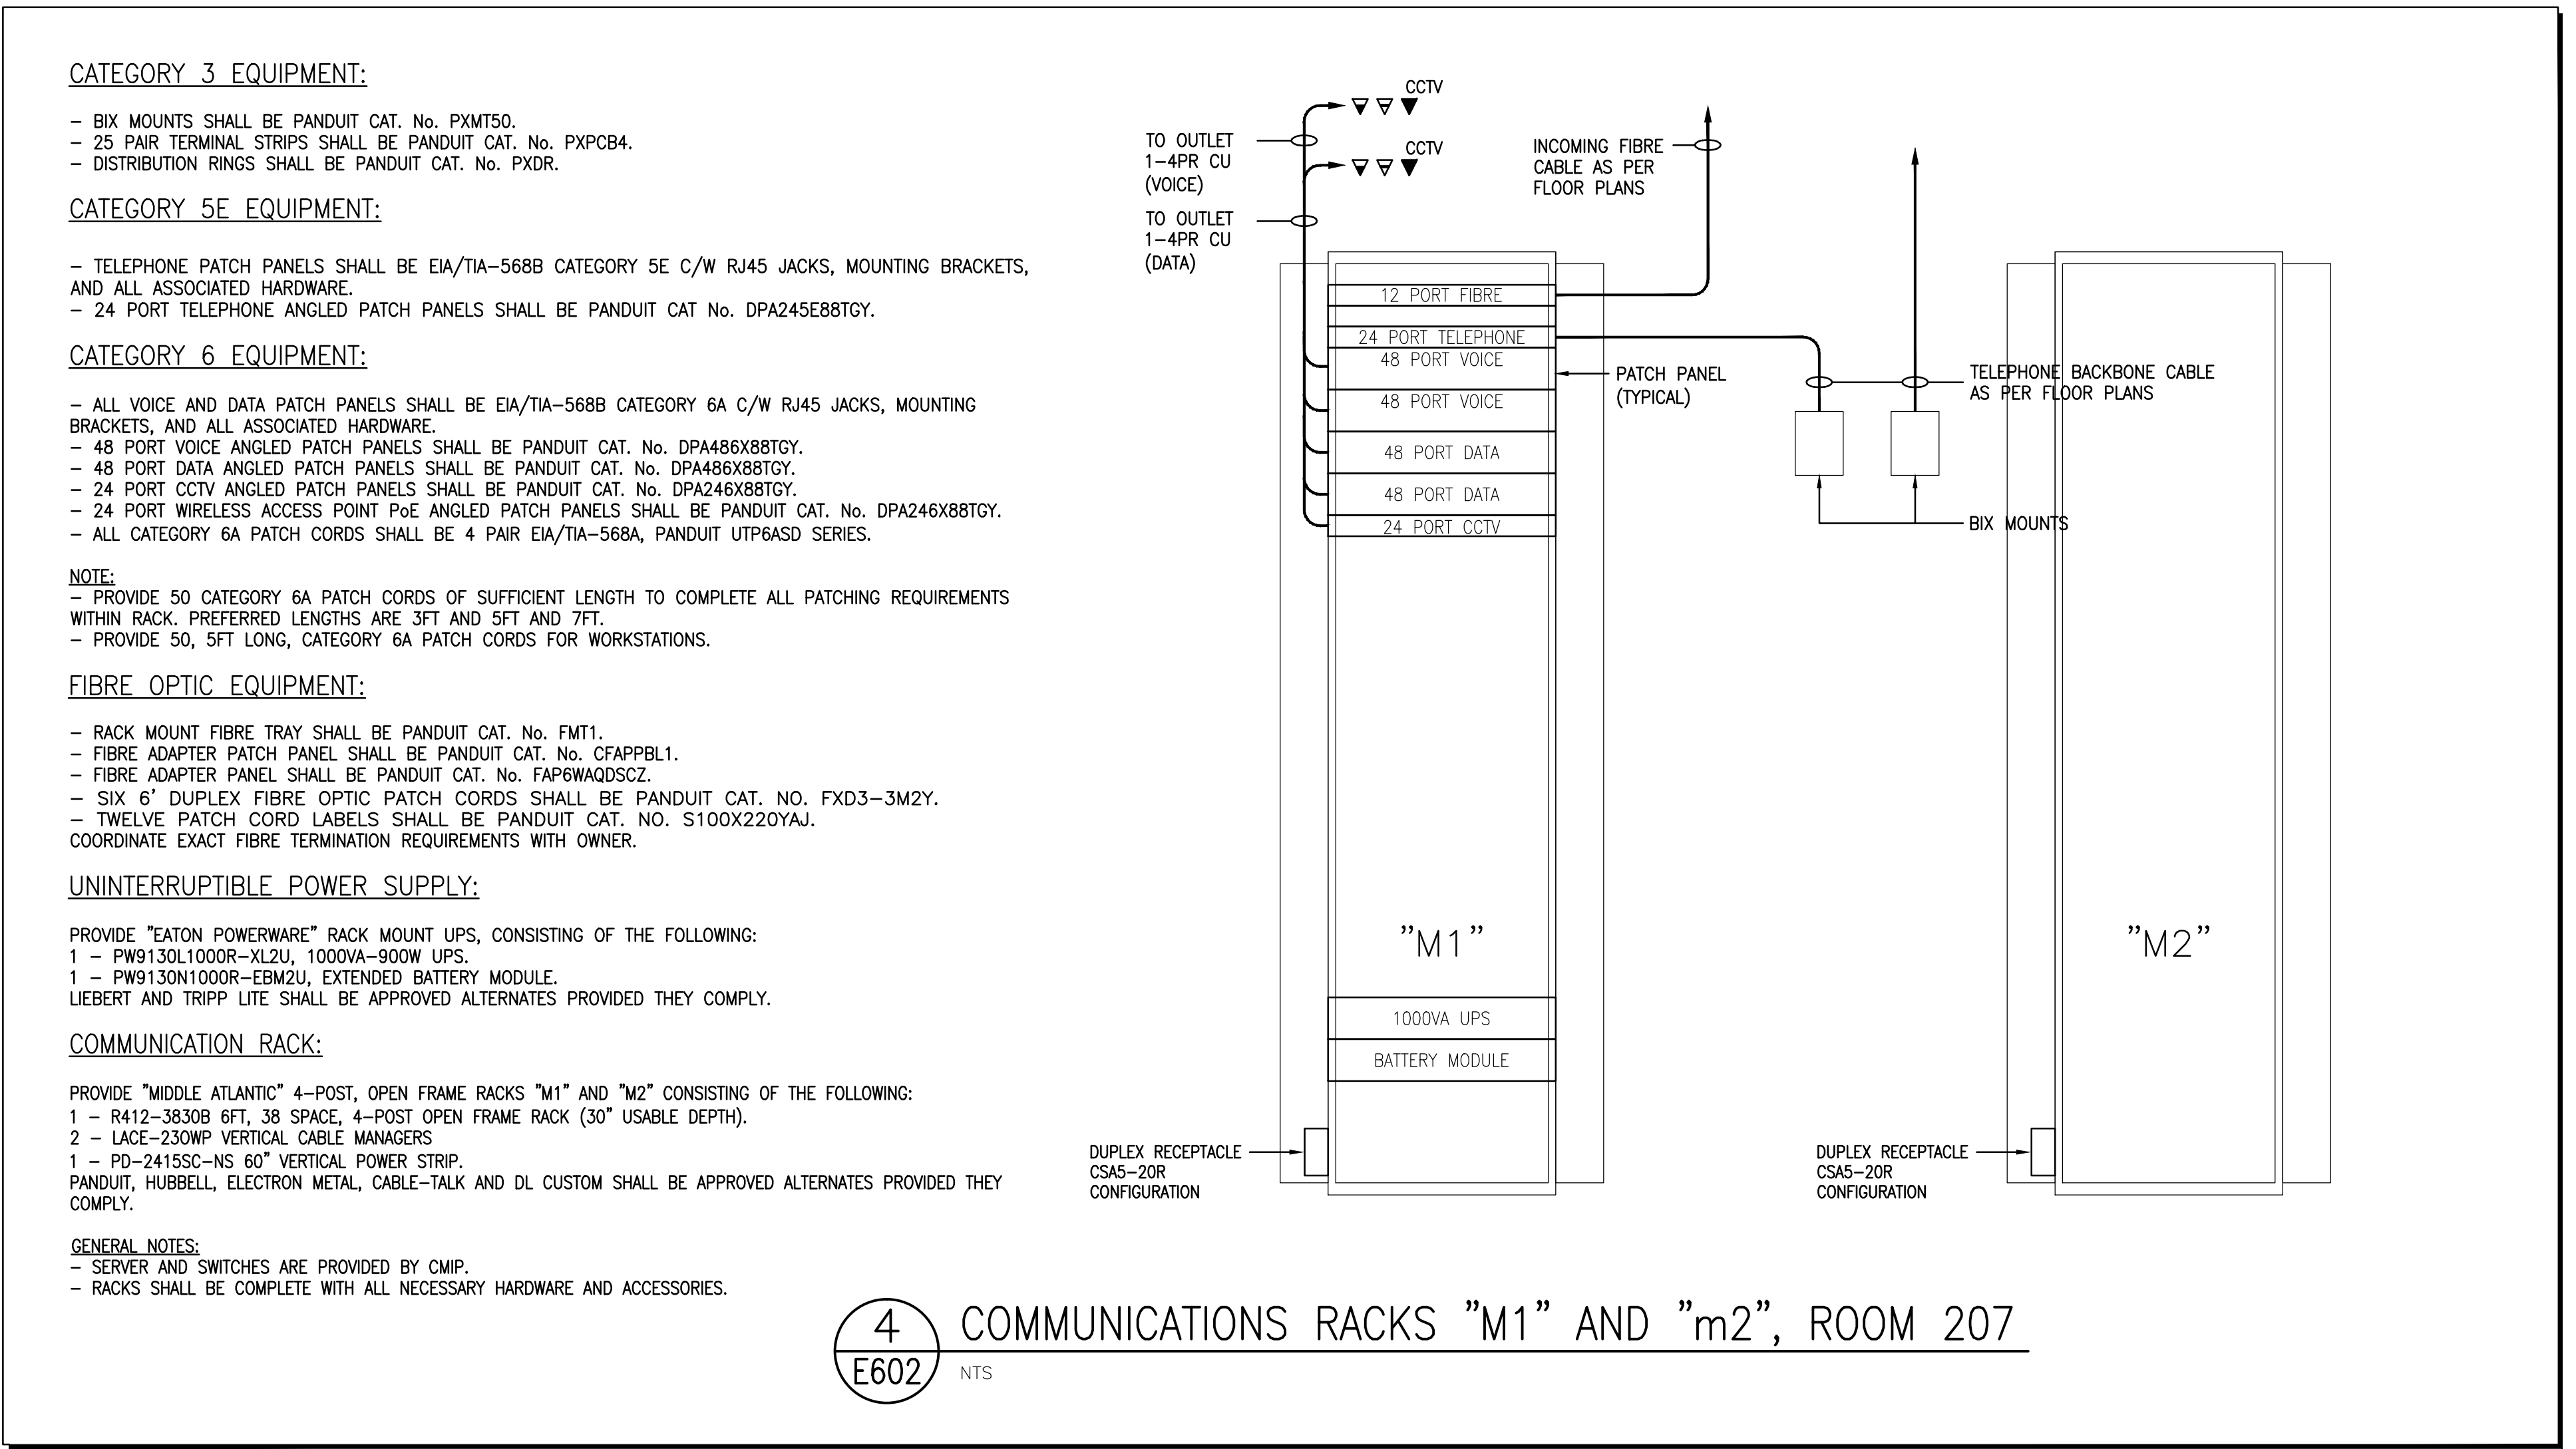 CATEGORY 3 EQUIPMENT:
– BIX MOUNTS SHALL BE PANDUIT CAT. No. PXMT50.
– 25 PAIR TERMINAL STRIPS SHALL BE PANDUIT CAT. No. PXPCB4.
– DISTRIBUTION RINGS SHALL BE PANDUIT CAT. No. PXDR.
CATEGORY 5E EQUIPMENT:
– TELEPHONE PATCH PANELS SHALL BE EIA/TIA–568B CATEGORY 5E C/W RJ45 JACKS, MOUNTING BRACKETS,
AND ALL ASSOCIATED HARDWARE.
– 24 PORT TELEPHONE ANGLED PATCH PANELS SHALL BE PANDUIT CAT No. DPA245E88TGY.
CATEGORY 6 EQUIPMENT:
– ALL VOICE AND DATA PATCH PANELS SHALL BE EIA/TIA–568B CATEGORY 6A C/W RJ45 JACKS, MOUNTING
BRACKETS, AND ALL ASSOCIATED HARDWARE.
– 48 PORT VOICE ANGLED PATCH PANELS SHALL BE PANDUIT CAT. No. DPA486X88TGY.
– 48 PORT DATA ANGLED PATCH PANELS SHALL BE PANDUIT CAT. No. DPA486X88TGY.
– 24 PORT CCTV ANGLED PATCH PANELS SHALL BE PANDUIT CAT. No. DPA246X88TGY.
– 24 PORT WIRELESS ACCESS POINT PoE ANGLED PATCH PANELS SHALL BE PANDUIT CAT. No. DPA246X88TGY.
– ALL CATEGORY 6A PATCH CORDS SHALL BE 4 PAIR EIA/TIA–568A, PANDUIT UTP6ASD SERIES.
NOTE:
– PROVIDE 50 CATEGORY 6A PATCH CORDS OF SUFFICIENT LENGTH TO COMPLETE ALL PATCHING REQUIREMENTS
WITHIN RACK. PREFERRED LENGTHS ARE 3FT AND 5FT AND 7FT.
– PROVIDE 50, 5FT LONG, CATEGORY 6A PATCH CORDS FOR WORKSTATIONS.
FIBRE OPTIC EQUIPMENT:
– RACK MOUNT FIBRE TRAY SHALL BE PANDUIT CAT. No. FMT1.
– FIBRE ADAPTER PATCH PANEL SHALL BE PANDUIT CAT. No. CFAPPBL1.
– FIBRE ADAPTER PANEL SHALL BE PANDUIT CAT. No. FAP6WAQDSCZ.
– SIX 6' DUPLEX FIBRE OPTIC PATCH CORDS SHALL BE PANDUIT CAT. NO. FXD3–3M2Y.
– TWELVE PATCH CORD LABELS SHALL BE PANDUIT CAT. NO. S100X220YAJ.
COORDINATE EXACT FIBRE TERMINATION REQUIREMENTS WITH OWNER.
UNINTERRUPTIBLE POWER SUPPLY:
PROVIDE "EATON POWERWARE" RACK MOUNT UPS, CONSISTING OF THE FOLLOWING:
1 – PW9130L1000R–XL2U, 1000VA–900W UPS.
1 – PW9130N1000R–EBM2U, EXTENDED BATTERY MODULE.
LIEBERT AND TRIPP LITE SHALL BE APPROVED ALTERNATES PROVIDED THEY COMPLY.
COMMUNICATION RACK:
PROVIDE "MIDDLE ATLANTIC" 4–POST, OPEN FRAME RACKS "M1" AND "M2" CONSISTING OF THE FOLLOWING:
1 – R412–3830B 6FT, 38 SPACE, 4–POST OPEN FRAME RACK (30" USABLE DEPTH).
2 – LACE–23OWP VERTICAL CABLE MANAGERS
1 – PD–2415SC–NS 60" VERTICAL POWER STRIP.
PANDUIT, HUBBELL, ELECTRON METAL, CABLE–TALK AND DL CUSTOM SHALL BE APPROVED ALTERNATES PROVIDED THEY
COMPLY.
GENERAL NOTES:
– SERVER AND SWITCHES ARE PROVIDED BY CMIP.
– RACKS SHALL BE COMPLETE WITH ALL NECESSARY HARDWARE AND ACCESSORIES.
CCTV
TO OUTLET
1–4PR CU
(VOICE)
CCTV
TO OUTLET
1–4PR CU
(DATA)
INCOMING FIBRE
CABLE AS PER
FLOOR PLANS
12 PORT FIBRE
24 PORT TELEPHONE
48 PORT VOICE
48 PORT VOICE
48 PORT DATA
48 PORT DATA
24 PORT CCTV
PATCH PANEL
(TYPICAL)
TELEPHONE BACKBONE CABLE
AS PER FLOOR PLANS
BIX MOUNTS
"M1"
"M2"
1000VA UPS
BATTERY MODULE
DUPLEX RECEPTACLE
CSA5–20R
CONFIGURATION
DUPLEX RECEPTACLE
CSA5–20R
CONFIGURATION
4
E602
COMMUNICATIONS RACKS "M1" AND "m2", ROOM 207
NTS